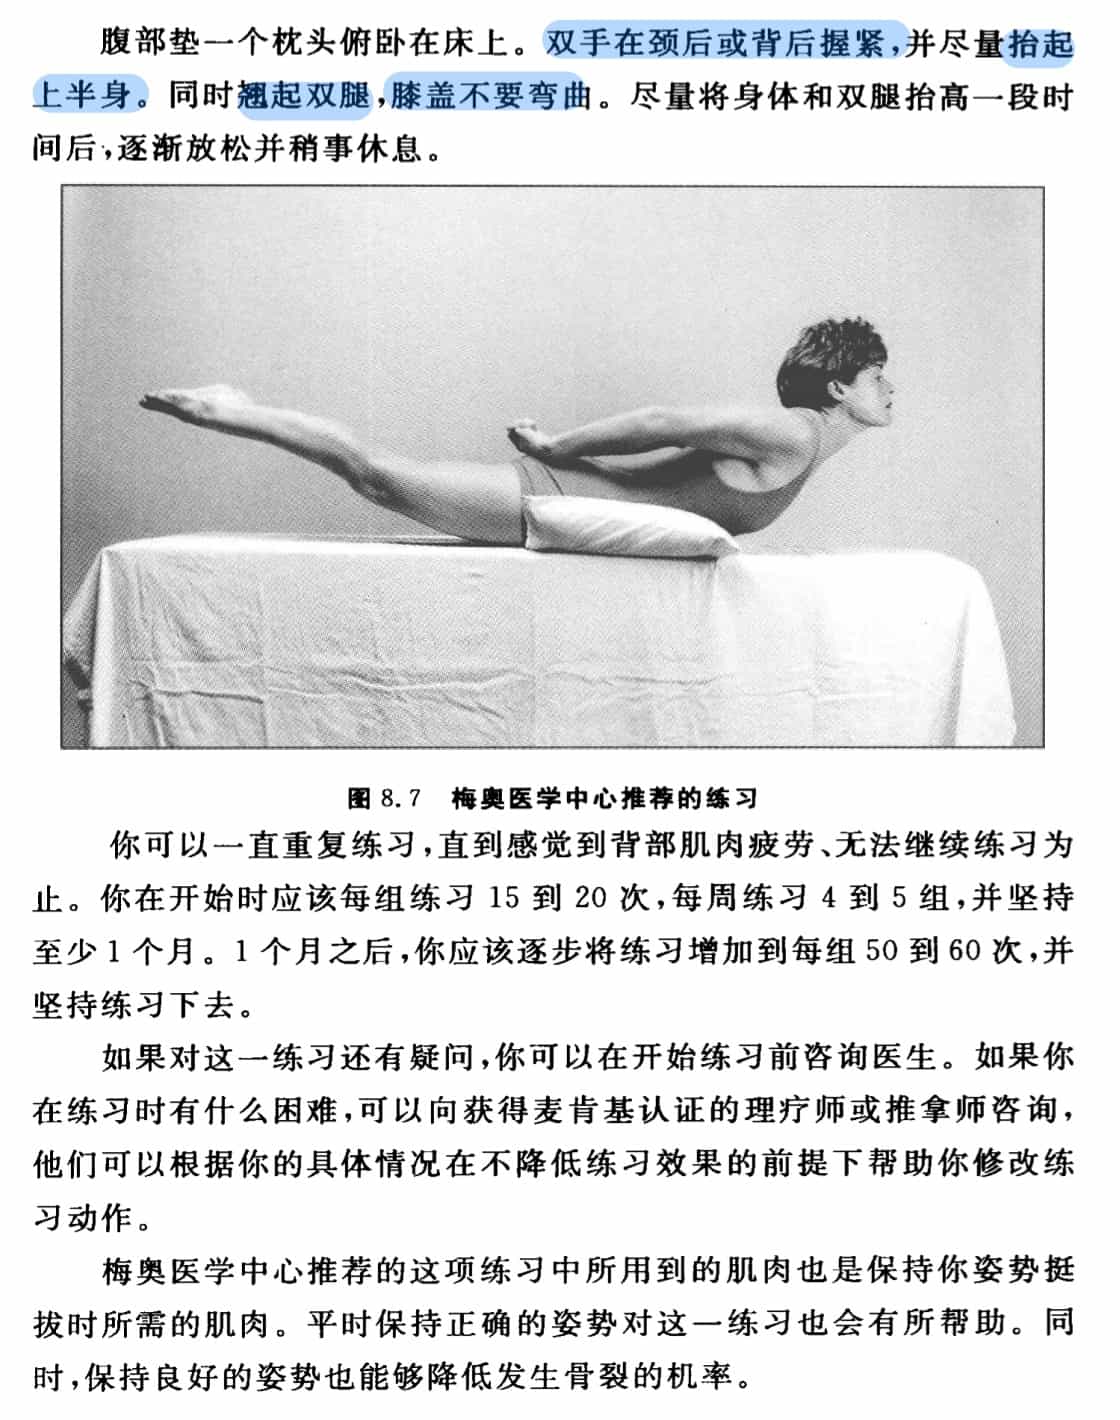 腹部垫一个枕头俯卧在床上。双手在颈后或背后握紧,并尽量抬起
上半身。同时翘起双腿,膝盖不要弯曲。尽量将身体和双腿抬高一段时
间后,逐渐放松并稍事休息。
图 8.7 梅奥医学中心推荐的练习
你可以一直重复练习,直到感觉到背部肌肉疲劳、无法继续练习为
止。你在开始时应该每组练习 15 到 20 次,每周练习 4 到 5 组,并坚持
至少 1 个月。1 个月之后,你应该逐步将练习增加到每组 50 到 60 次,并
坚持练习下去。
如果对这一练习还有疑问,你可以在开始练习前咨询医生。如果你
在练习时有什么困难,可以向获得麦肯基认证的理疗师或推拿师咨询,
他们可以根据你的具体情况在不降低练习效果的前提下帮助你修改练
习动作。
梅奥医学中心推荐的这项练习中所用到的肌肉也是保持你姿势挺
拔时所需的肌肉。平时保持正确的姿势对这一练习也会有所帮助。同
时,保持良好的姿势也能够降低发生骨裂的机率。